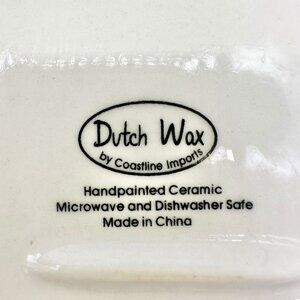 Dutch Wax
by Coastline Imports
Handpainted Ceramic
Microwave and Dishwasher Safe
Made in China